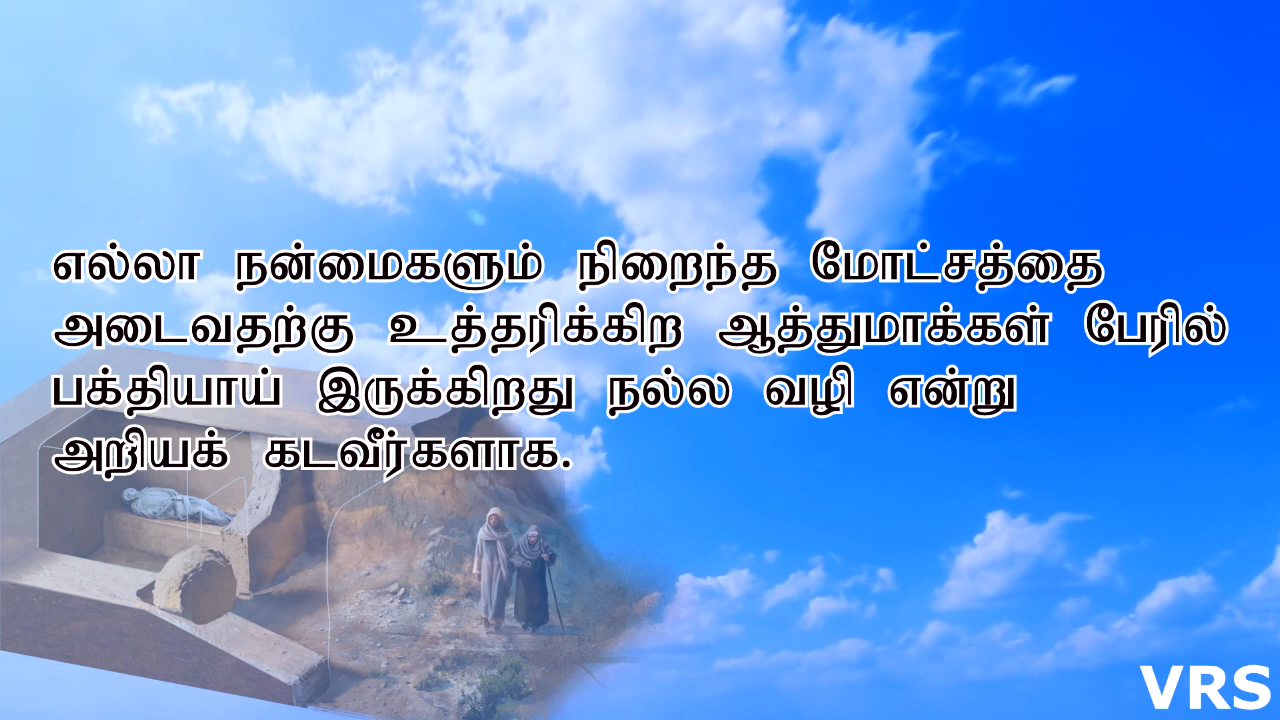 எல்லா நன்மைகளும் நிறைந்த மோட்சத்தை
அடைவதற்கு உத்தரிக்கிற ஆத்துமாக்கள் பேரில்
பக்தியாய் இருக்கிறது நல்ல வழி என்று
அறியக் கடவீர்களாக.
VRS